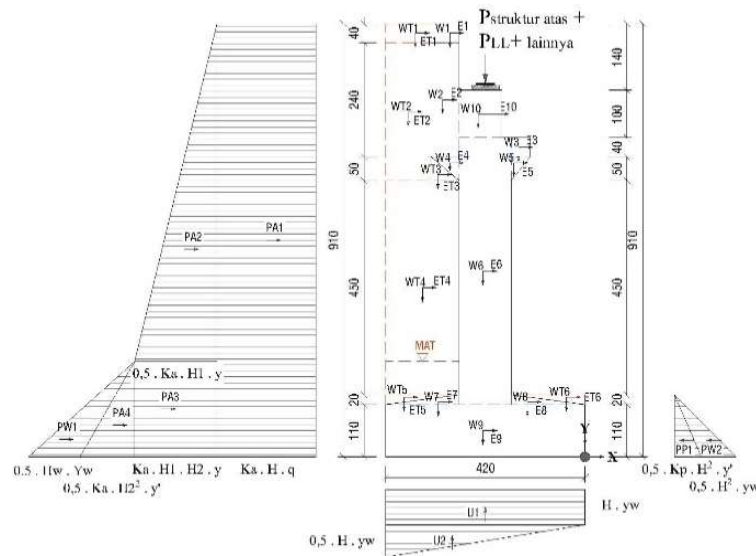 Pstruktur atas +
PLL+ lainnya
40
WT1
W1
E1
ET1
140
240
WT2
ET2
W2
E2
W10
E10
100
W3
E3
40
50
W4
E4
WT3
ET3
W5
E5
910
PA2
PA1
450
WT4
ET4
W6
E6
910
450
MAT
0,5 . Ka . H1 . y
PW1
PA4
PA3
20
110
WT5
ET5
W7
E7
W8
E8
WT6
ET6
W9
E9
Y
X
20
110
PP1
PW2
0.5 . Hw . Yw
Ka . H1 . H2 . y
Ka . H . q
0,5 . Ka . H2² . y'
420
0,5 . Kp . H² . y'
0,5 . H² . yw
U1
H . yw
0,5 . H . yw
U2